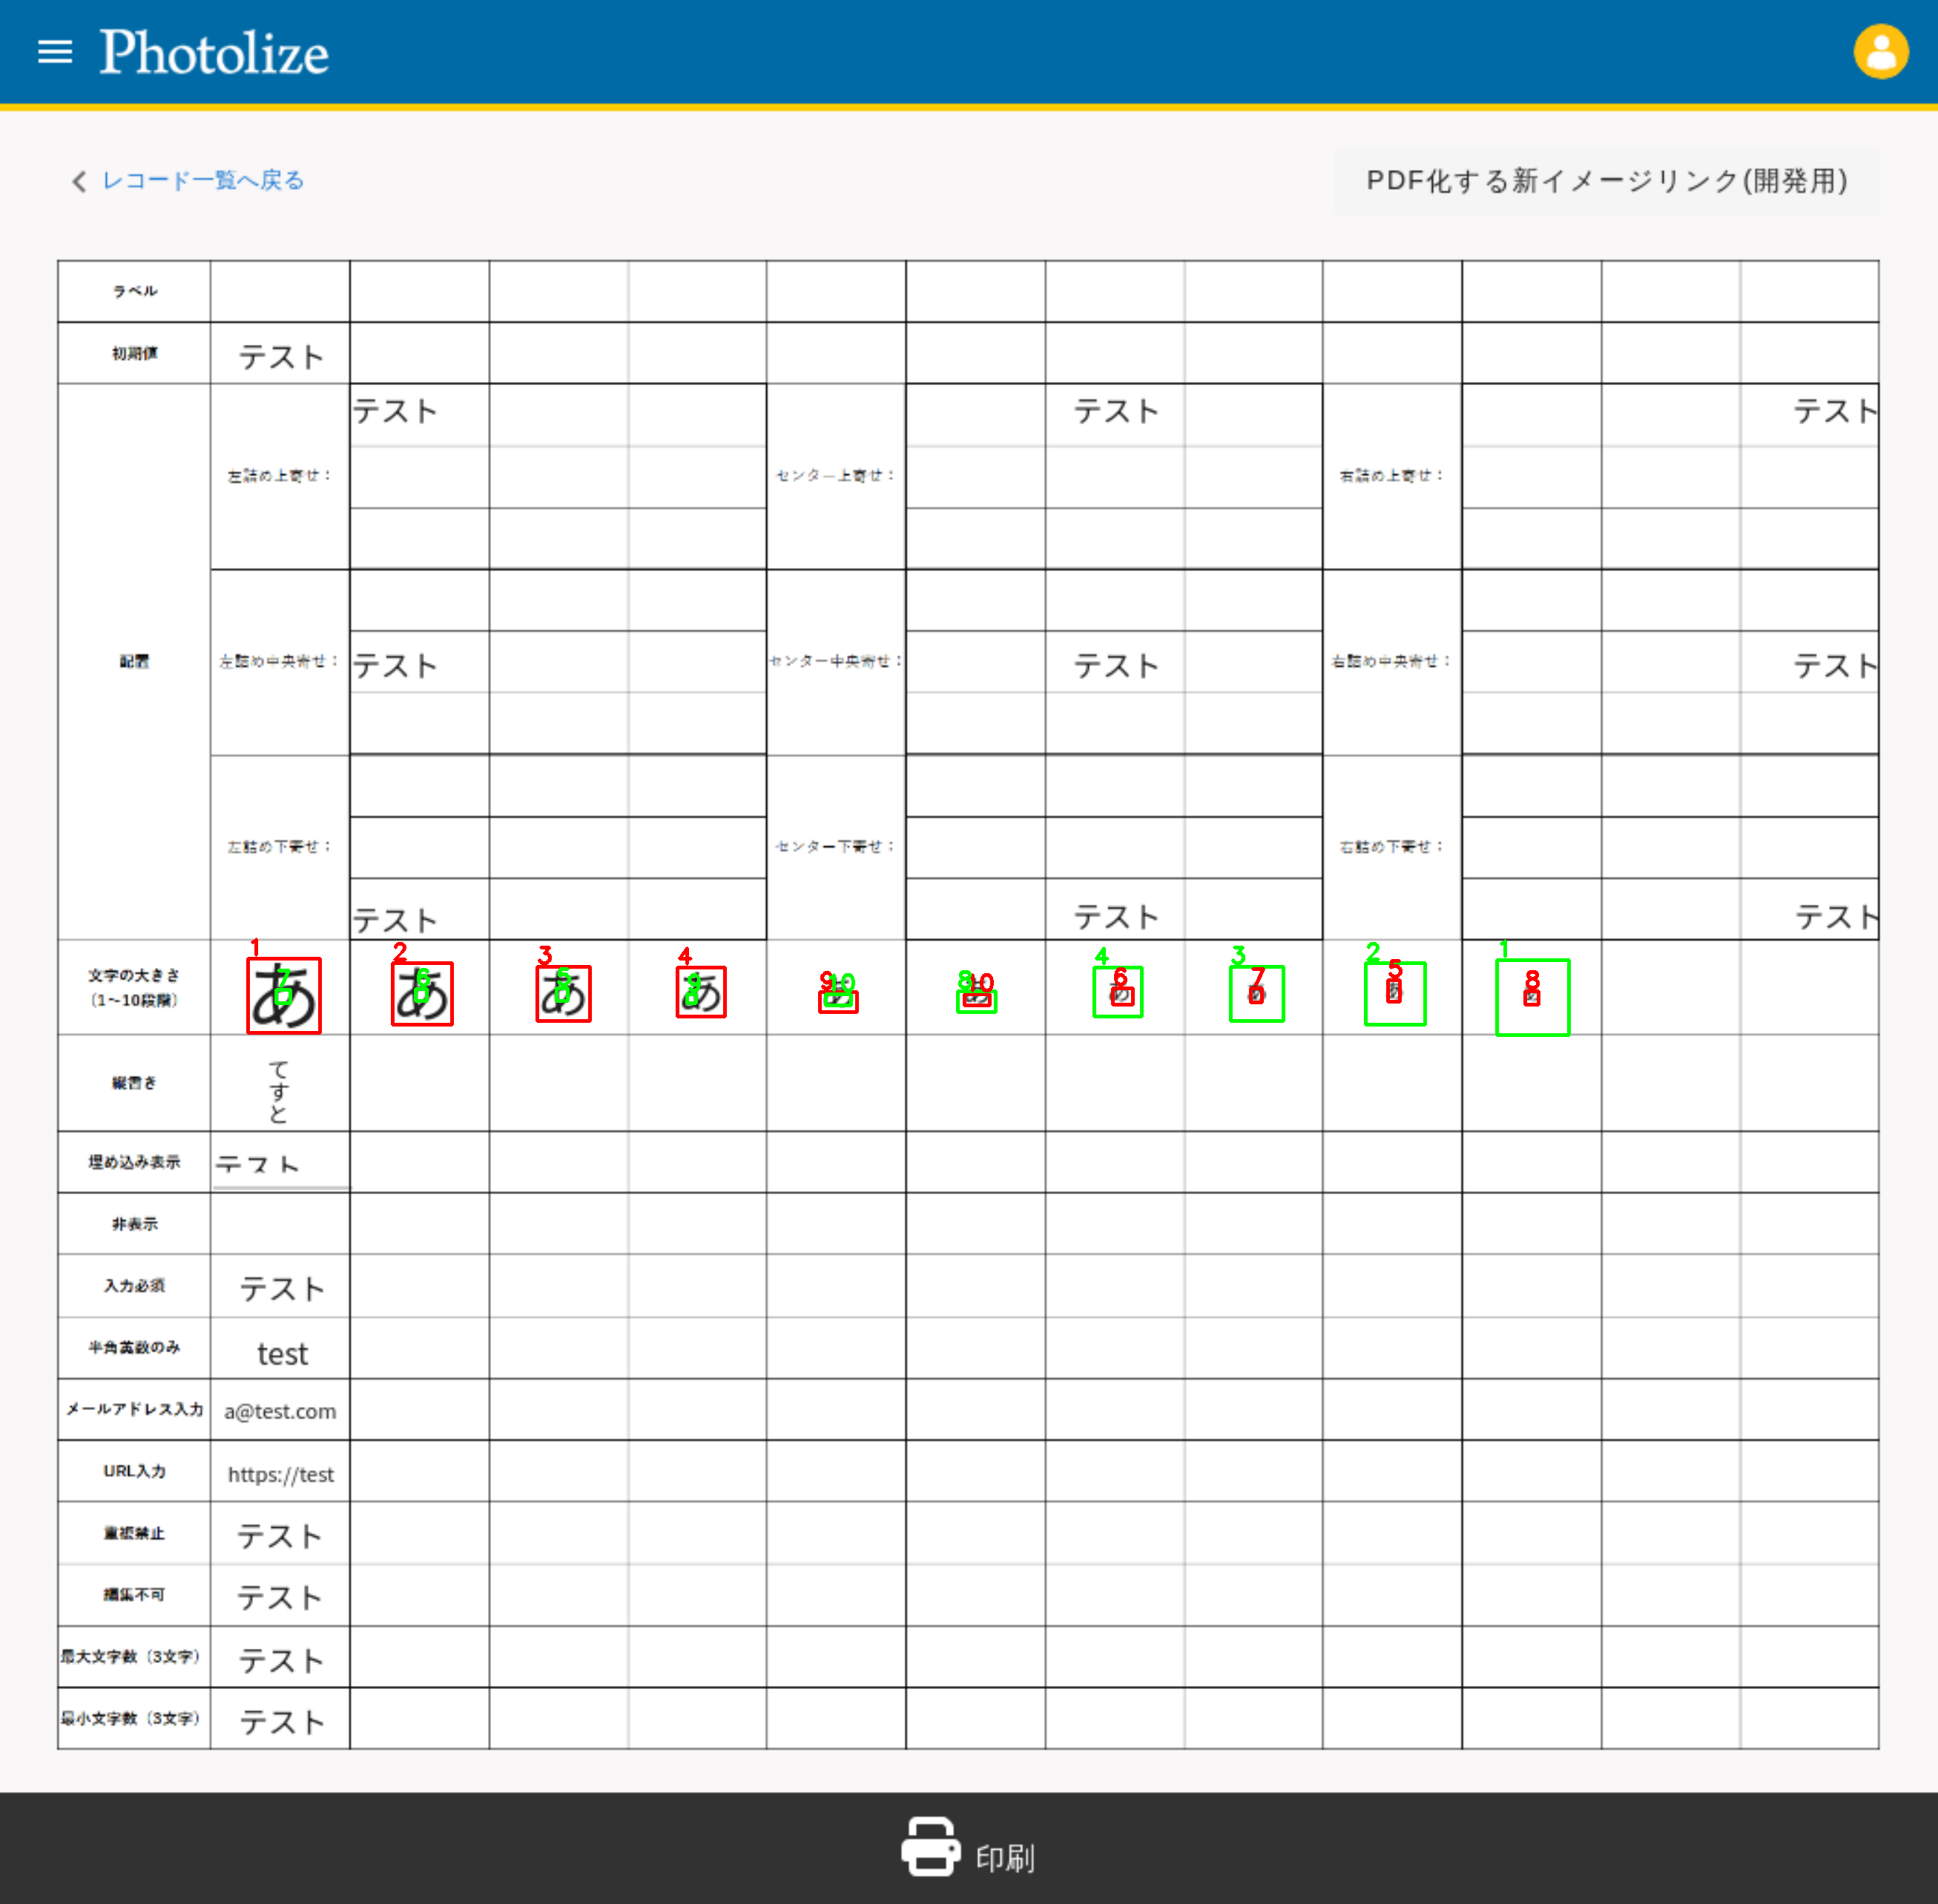 Photolize
レコード一覧へ戻る
PDF化する新イメージリンク(開発用)
ラベル
初期値 テスト
テスト テスト テスト
左詰め上寄せ: センター上寄せ: 右詰め上寄せ:
配置 左詰め中央寄せ: テスト センター中央寄せ: テスト 右詰め中央寄せ: テスト
左詰め下寄せ: センター下寄せ: 右詰め下寄せ:
テスト テスト テスト
1 2 3 4 4 3 2 1
文字の大きさ
(1~10段階)
あ 7 あ 6 あ 5 あ 9 9 10 あ 8 10 あ 6 あ 7 あ 5 あ 8
縦書き てすと
埋め込み表示 テスト
非表示
入力必須 テスト
半角英数のみ test
メールアドレス入力 a@test.com
URL入力 https://test
重複禁止 テスト
編集不可 テスト
最大文字数(3文字) テスト
最小文字数(3文字) テスト
印刷